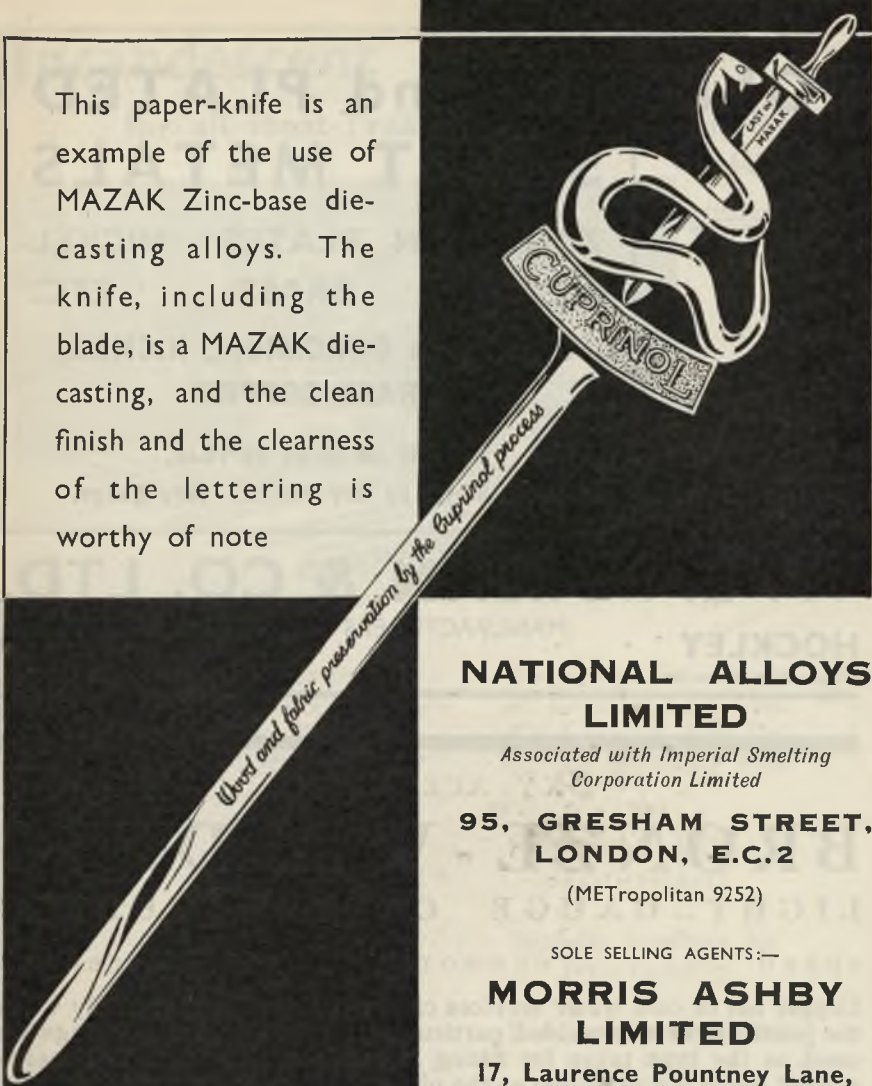 This paper-knife is an
example of the use of
MAZAK Zinc-base die-
casting alloys. The
knife, including the
blade, is a MAZAK die-
casting, and the clean
finish and the clearness
of the lettering is
worthy of note
CAST IN
MAZAK
CUPRINOL
Wood and fabric preservation by the Cuprinol process
NATIONAL ALLOYS
LIMITED
Associated with Imperial Smelting
Corporation Limited
95, GRESHAM STREET,
LONDON, E.C.2
(METropolitan 9252)
SOLE SELLING AGENTS:—
MORRIS ASHBY
LIMITED
17, Laurence Pountney Lane,